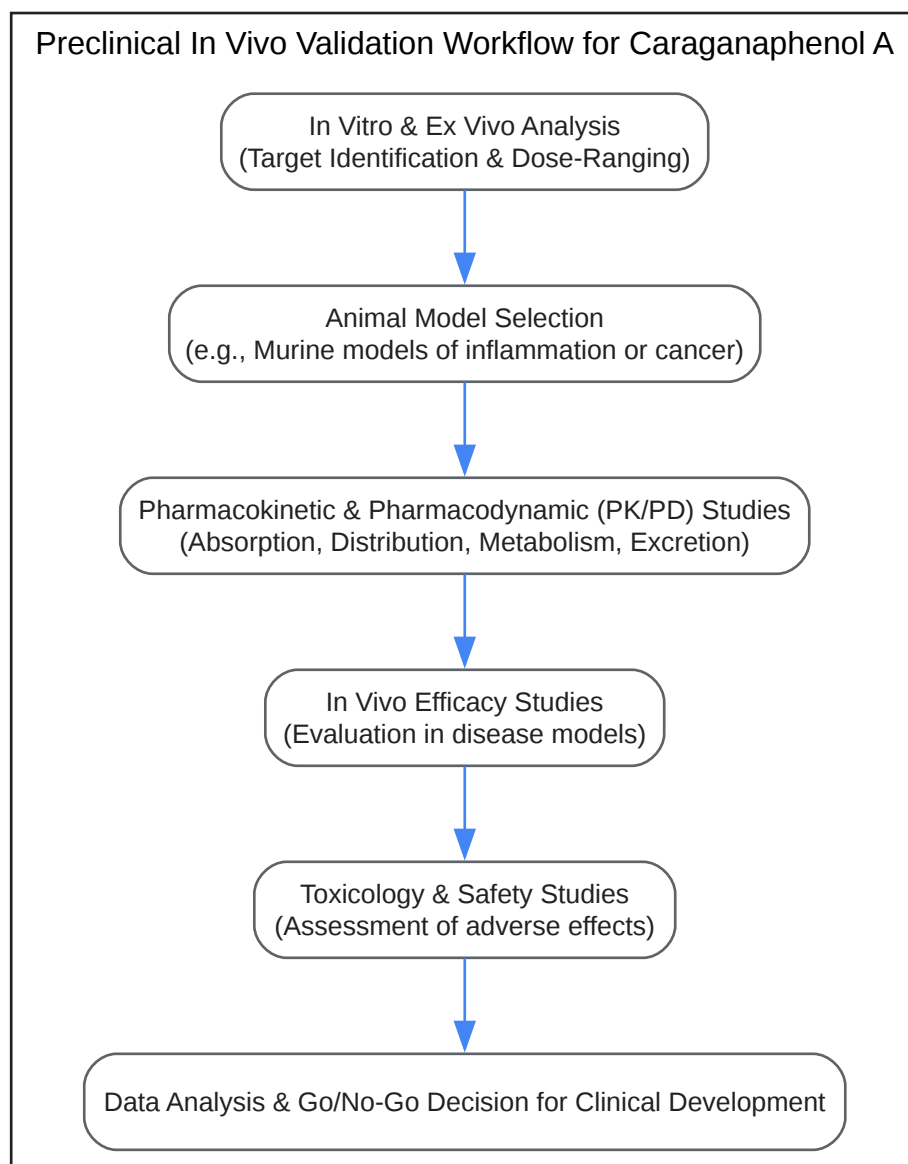 Preclinical In Vivo Validation Workflow for Caraganaphenol A
In Vitro & Ex Vivo Analysis
(Target Identification & Dose-Ranging)
Animal Model Selection
(e.g., Murine models of inflammation or cancer)
Pharmacokinetic & Pharmacodynamic (PK/PD) Studies
(Absorption, Distribution, Metabolism, Excretion)
In Vivo Efficacy Studies
(Evaluation in disease models)
Toxicology & Safety Studies
(Assessment of adverse effects)
Data Analysis & Go/No-Go Decision for Clinical Development